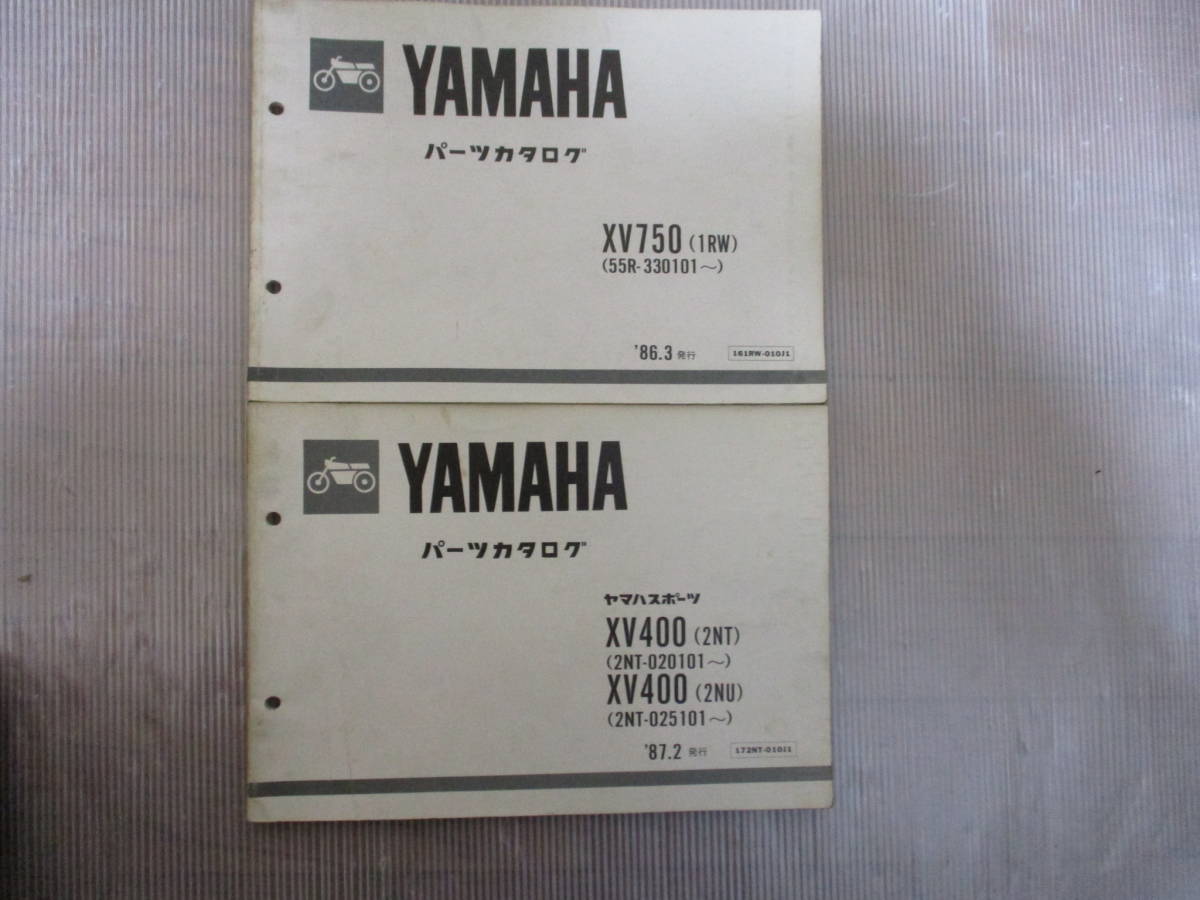 YAMAHA
パーツカタログ
XV750 (1RW)
(55R-330101～)
'86.3 発行 161RW-010J1
YAMAHA
パーツカタログ
ヤマハスポーツ
XV400 (2NT)
(2NT-020101～)
XV400 (2NU)
(2NT-025101～)
'87.2 発行 172NT-010J1